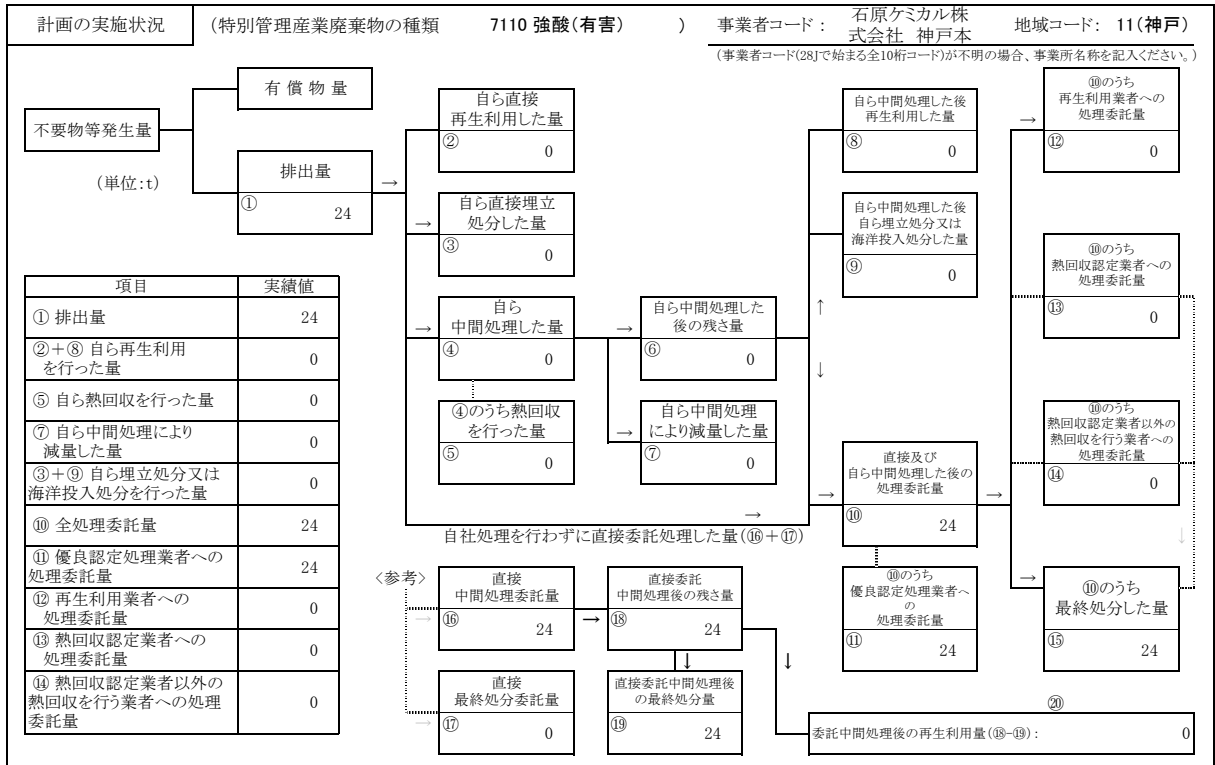 計画の実施状況
(特別管理産業廃棄物の種類 7110 強酸(有害) )
事業者コード: 石原ケミカル株
式会社 神戸本
地域コード: 11(神戸)
(事業者コード(28Jで始まる全10桁コード)が不明の場合、事業所名称を記入ください。)
不要物等発生量
(単位:t)
有償物量
排出量
→
① 24
自ら直接
再生利用した量
② 0
→
自ら直接埋立
処分した量
③ 0
→
自ら
中間処理した量
④ 0
④のうち熱回収
を行った量
⑤ 0
→
自ら中間処理した
後の残さ量
⑥ 0
→
自ら中間処理
により減量した量
⑦ 0
自ら中間処理した後
再生利用した量
⑧ 0
自ら中間処理した後
自ら埋立処分又は
海洋投入処分した量
⑨ 0
↑
↓
→
直接及び
自ら中間処理した後の
処理委託量
⑩ 24
→
⑩のうち
優良認定処理業者へ
の
処理委託量
⑪ 24
→
⑩のうち
再生利用業者への
処理委託量
⑫ 0
⑩のうち
熱回収認定業者への
処理委託量
⑬ 0
⑩のうち
熱回収認定業者以外の
熱回収を行う業者への
処理委託量
⑭ 0
↓
→
⑩のうち
最終処分した量
⑮ 24
→
自社処理を行わずに直接委託処理した量(⑯+⑰)
<参考>
→
直接
中間処理委託量
⑯ 24
→
直接委託
中間処理後の残さ量
⑱ 24
↓
↓
→
直接
最終処分委託量
⑰ 0
直接委託中間処理後
の最終処分量
⑲ 24
⑳
委託中間処理後の再生利用量(⑱-⑲): 0
項目 実績値
① 排出量 24
②+⑧ 自ら再生利用
を行った量 0
⑤ 自ら熱回収を行った量 0
⑦ 自ら中間処理により
減量した量 0
③+⑨ 自ら埋立処分又は
海洋投入処分を行った量 0
⑩ 全処理委託量 24
⑪ 優良認定処理業者への
処理委託量 24
⑫ 再生利用業者への
処理委託量 0
⑬ 熱回収認定業者への
処理委託量 0
⑭ 熱回収認定業者以外の
熱回収を行う業者への処理
委託量 0